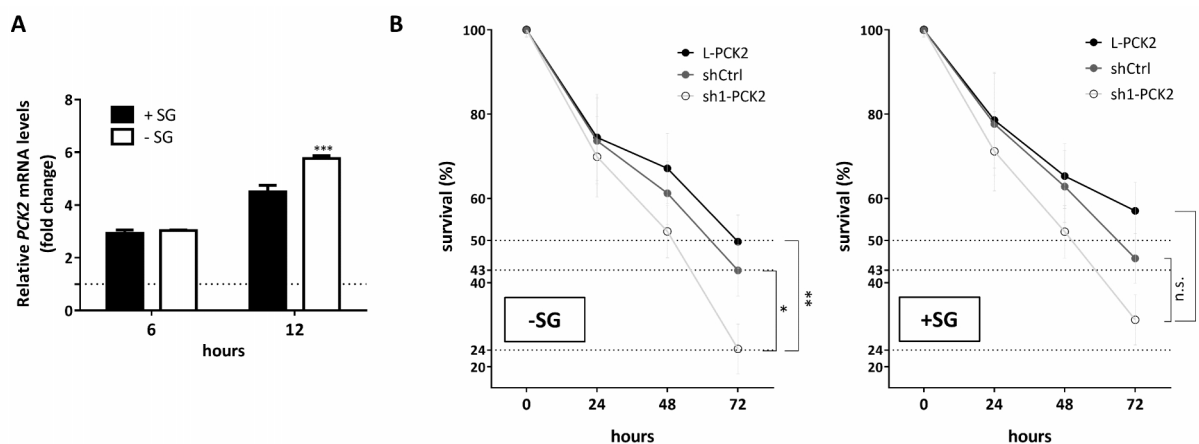 A
Relative PCK2 mRNA levels
(fold change)
8
6
4
2
0
+ SG
- SG
***
6
12
hours
B
survival (%)
100
80
60
50
43
40
24
20
L-PCK2
shCtrl
sh1-PCK2
-SG
*
**
0
24
48
72
hours
survival (%)
100
80
60
50
43
40
24
20
L-PCK2
shCtrl
sh1-PCK2
+SG
n.s.
0
24
48
72
hours